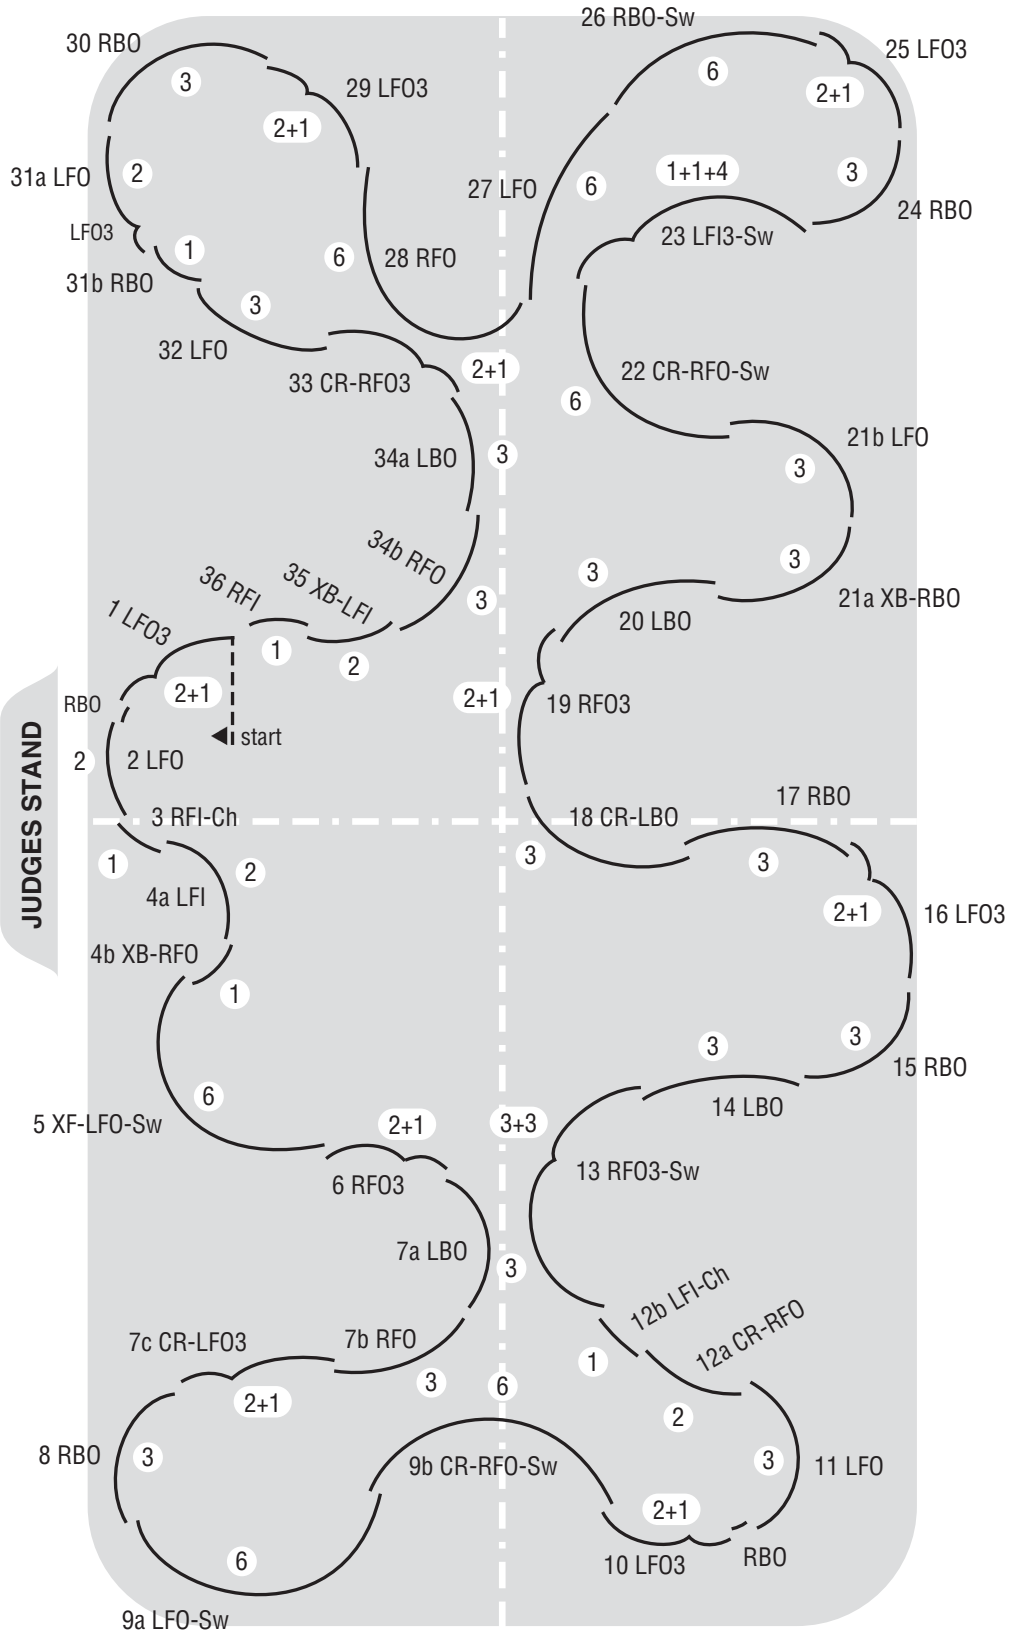 26 RBO-Sw
30 RBO
25 LFO3
6
3
29 LFO3
2+1
2+1
31a LFO
2
27 LFO
6
1+1+4
3
24 RBO
LFO3
1
6
28 RFO
23 LFI3-Sw
31b RBO
3
32 LFO
2+1
33 CR-RFO3
22 CR-RFO-Sw
6
34a LBO
3
21b LFO
3
34b RFO
3
3
36 RFI
35 XB-LFI
3
20 LBO
21a XB-RBO
1 LFO3
1
2
2+1
2+1
19 RFO3
RBO
start
2
2 LFO
JUDGES STAND
3 RFI-Ch
18 CR-LBO
17 RBO
1
2
3
3
4a LFI
2+1
16 LFO3
4b XB-RFO
1
3
3
15 RBO
6
14 LBO
5 XF-LFO-Sw
2+1
3+3
6 RFO3
13 RFO3-Sw
7a LBO
3
12b LFI-Ch
12a CR-RFO
7c CR-LFO3
7b RFO
1
2+1
3
6
2
8 RBO
3
9b CR-RFO-Sw
3
11 LFO
2+1
6
10 LFO3
RBO
9a LFO-Sw